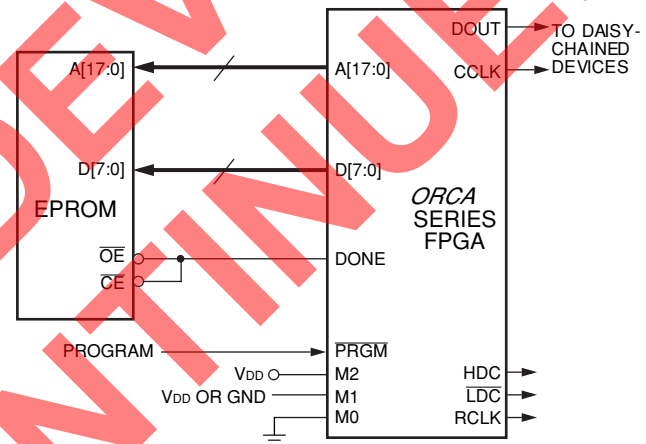 DOUT
TO DAISY-
CHAINED
DEVICES
A[17:0]
A[17:0]
CCLK
D[7:0]
D[7:0]
EPROM
ORCA
SERIES
FPGA
OE
CE
DONE
PROGRAM
PRGM
VDD
M2
HDC
VDD OR GND
M1
LDC
M0
RCLK